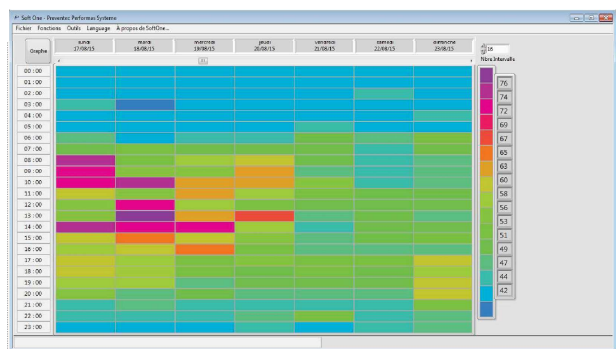 Soft One - Preventec Performas Systeme
Fichier Fonctions Outils Language À propos de SoftOne...
Graphe
lundi mardi mercredi jeudi vendredi samedi dimanche
17/08/15 18/08/15 19/08/15 20/08/15 21/08/15 22/08/15 23/08/15
16
Nbre.Intervalle
00 : 00
01 : 00
02 : 00
03 : 00
04 : 00
05 : 00
06 : 00
07 : 00
08 : 00
09 : 00
10 : 00
11 : 00
12 : 00
13 : 00
14 : 00
15 : 00
16 : 00
17 : 00
18 : 00
19 : 00
20 : 00
21 : 00
22 : 00
23 : 00
76
74
72
69
67
65
63
60
58
56
53
51
49
47
44
42